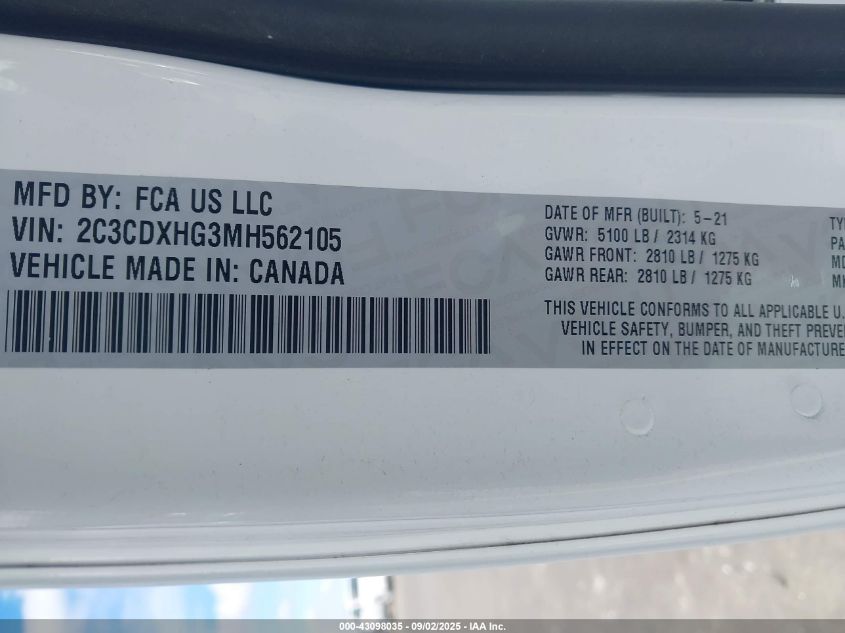 MFD BY: FCA US LLC
VIN: 2C3CDXHG3MH562105
VEHICLE MADE IN: CANADA
DATE OF MFR (BUILT): 5-21
GVWR: 5100 LB / 2314 KG
GAWR FRONT: 2810 LB / 1275 KG
GAWR REAR: 2810 LB / 1275 KG
THIS VEHICLE CONFORMS TO ALL APPLICABLE U.
VEHICLE SAFETY, BUMPER, AND THEFT PREVE
IN EFFECT ON THE DATE OF MANUFACTURE
TYP
PA
MD
000-43098035 - 09/02/2025 - IAA Inc.